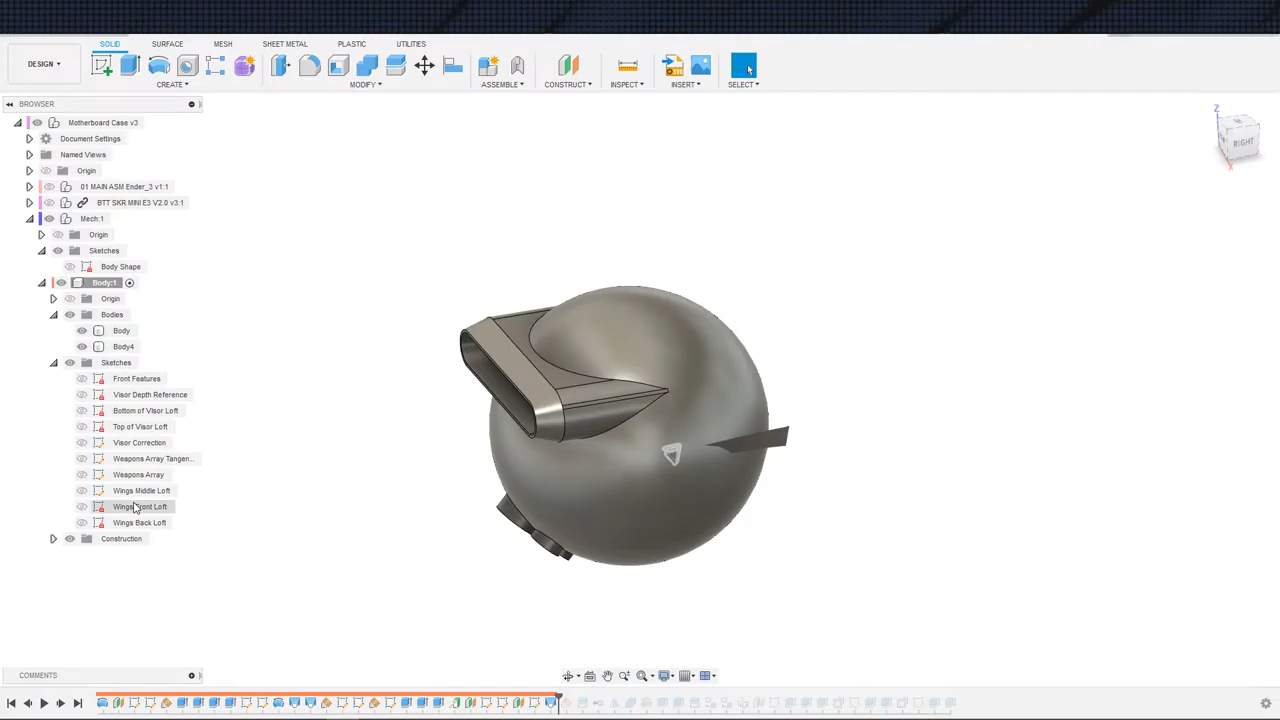 SOLID SURFACE MESH SHEET METAL PLASTIC UTILITIES
DESIGN
CREATE MODIFY ASSEMBLE CONSTRUCT INSPECT INSERT SELECT
BROWSER
Motherboard Case v3
Document Settings
Named Views
Origin
01 MAIN ASM Ender_3 v1:1
BTT SKR MINI E3 V2.0 v3:1
Mech:1
Origin
Sketches
Body Shape
Body:1
Origin
Bodies
Body
Body4
Sketches
Front Features
Visor Depth Reference
Bottom of Visor Loft
Top of Visor Loft
Visor Correction
Weapons Array Tangen...
Weapons Array
Wings Middle Loft
Wings Front Loft
Wings Back Loft
Construction
Z
RIGHT
X
COMMENTS